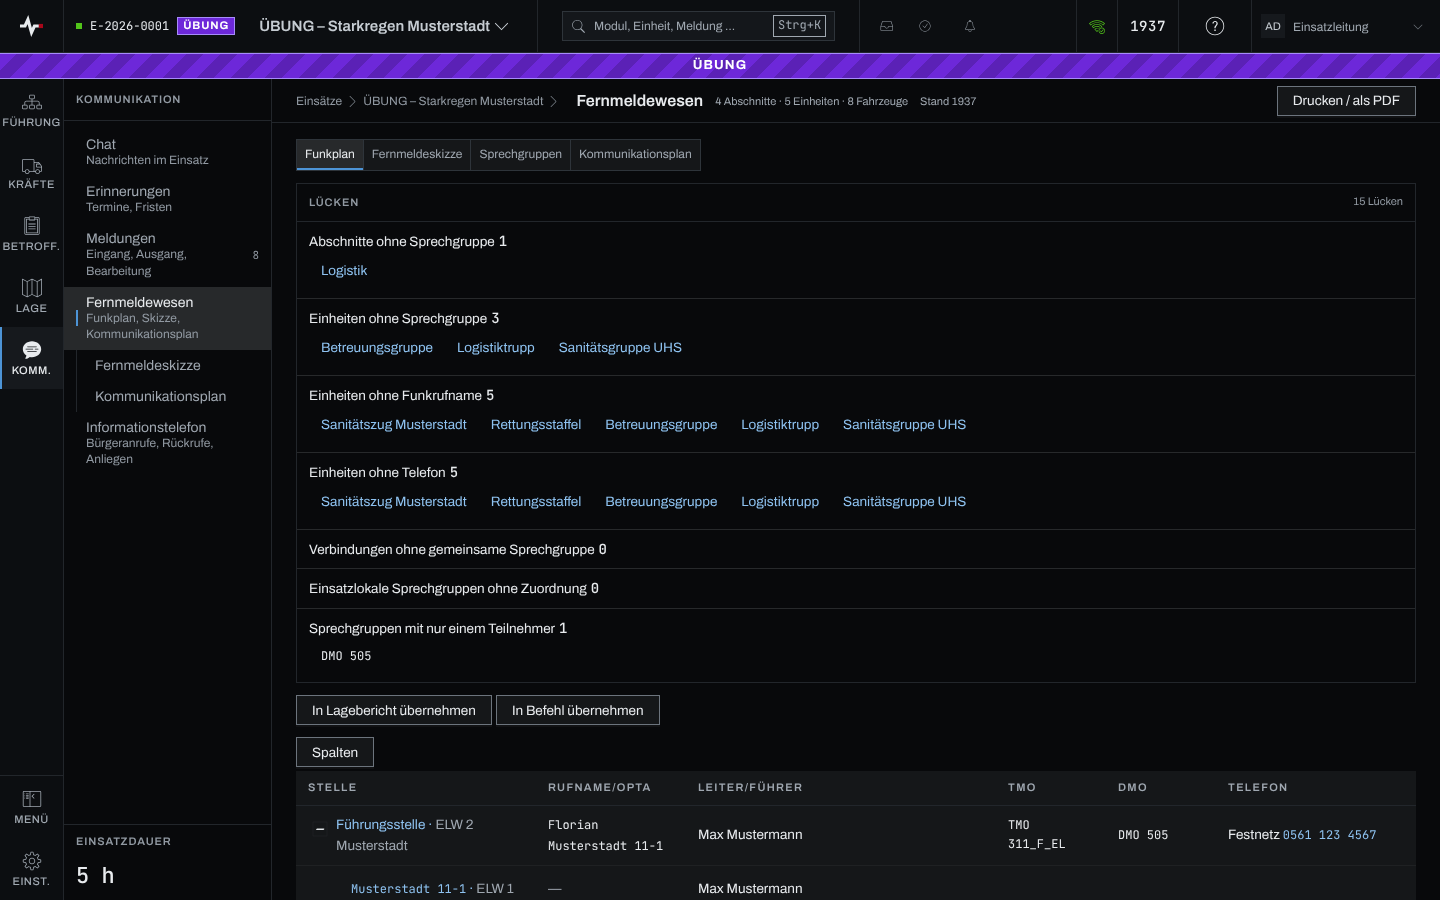 E-2026-0001 ÜBUNG ÜBUNG – Starkregen Musterstadt Modul, Einheit, Meldung ... Strg+K 1937 ? AD Einsatzleitung
ÜBUNG
FÜHRUNG
KRÄFTE
BETROFF.
LAGE
KOMM.
MENÜ
EINST.
KOMMUNIKATION
Chat
Nachrichten im Einsatz
Erinnerungen
Termine, Fristen
Meldungen
Eingang, Ausgang,
Bearbeitung
8
Fernmeldewesen
Funkplan, Skizze,
Kommunikationsplan
Fernmeldeskizze
Kommunikationsplan
Informationstelefon
Bürgeranrufe, Rückrufe,
Anliegen
EINSATZDAUER
5 h
Einsätze ÜBUNG – Starkregen Musterstadt Fernmeldewesen 4 Abschnitte · 5 Einheiten · 8 Fahrzeuge Stand 1937 Drucken / als PDF
Funkplan Fernmeldeskizze Sprechgruppen Kommunikationsplan
LÜCKEN 15 Lücken
Abschnitte ohne Sprechgruppe 1
Logistik
Einheiten ohne Sprechgruppe 3
Betreuungsgruppe Logistiktrupp Sanitätsgruppe UHS
Einheiten ohne Funkrufname 5
Sanitätszug Musterstadt Rettungsstaffel Betreuungsgruppe Logistiktrupp Sanitätsgruppe UHS
Einheiten ohne Telefon 5
Sanitätszug Musterstadt Rettungsstaffel Betreuungsgruppe Logistiktrupp Sanitätsgruppe UHS
Verbindungen ohne gemeinsame Sprechgruppe 0
Einsatzlokale Sprechgruppen ohne Zuordnung 0
Sprechgruppen mit nur einem Teilnehmer 1
DMO 505
In Lagebericht übernehmen In Befehl übernehmen
Spalten
STELLE RUFNAME/OPTA LEITER/FÜHRER TMO DMO TELEFON
– Führungsstelle · ELW 2
Musterstadt
Florian
Musterstadt 11-1
Max Mustermann
TMO
311_F_EL
DMO 505
Festnetz 0561 123 4567
Musterstadt 11-1 · ELW 1 — Max Mustermann